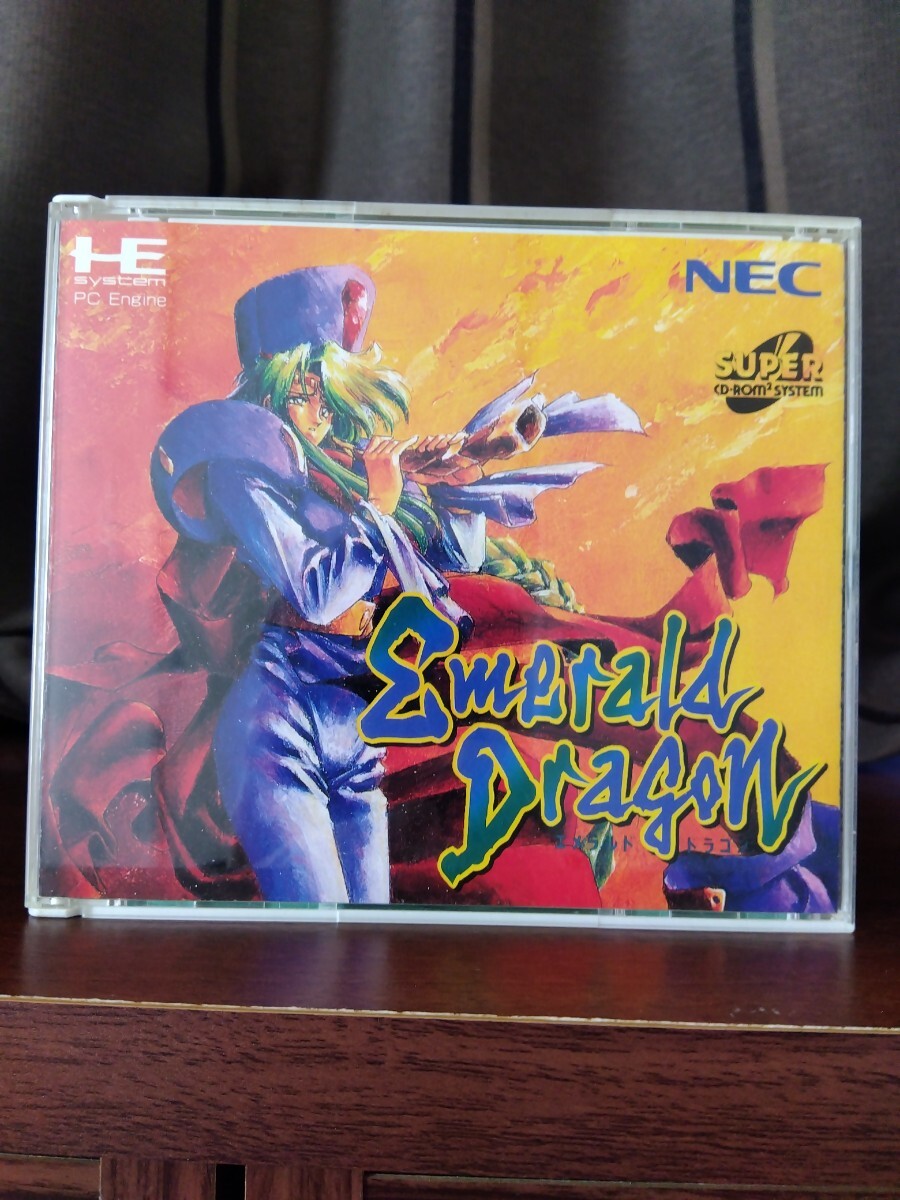 HE
system
PC Engine
NEC
SUPER
CD-ROM² SYSTEM
Emerald
Dragon
エメラルド ドラゴン